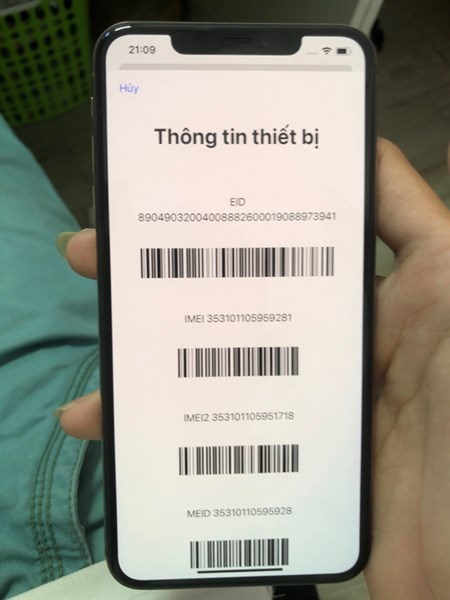 21:09
Hủy
Thông tin thiết bị
EID
89049032004008882600019088973941
IMEI 353101105959281
IMEI2 353101105951718
MEID 35310110595928